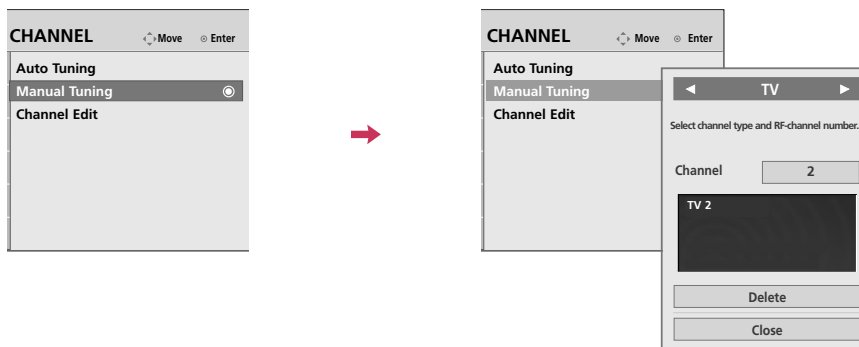 CHANNEL Move Enter
Auto Tuning
Manual Tuning
Channel Edit
CHANNEL Move Enter
Auto Tuning
Manual Tuning
Channel Edit
TV
Select channel type and RF-channel number.
Channel 2
TV 2
Delete
Close